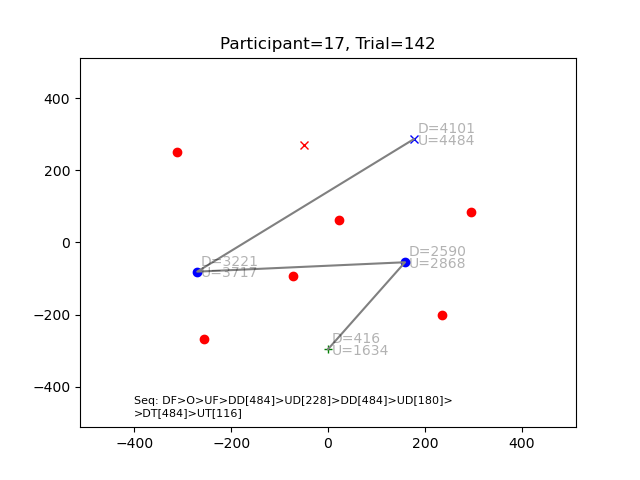 Participant=17, Trial=142
400
200
0
−200
−400
D=4101
U=4484
D=2590
U=2868
D=3221
U=3717
D=416
U=1634
Seq: DF>O>UF>DD[484]>UD[228]>DD[484]>UD[180]>
>DT[484]>UT[116]
−400 −200 0 200 400